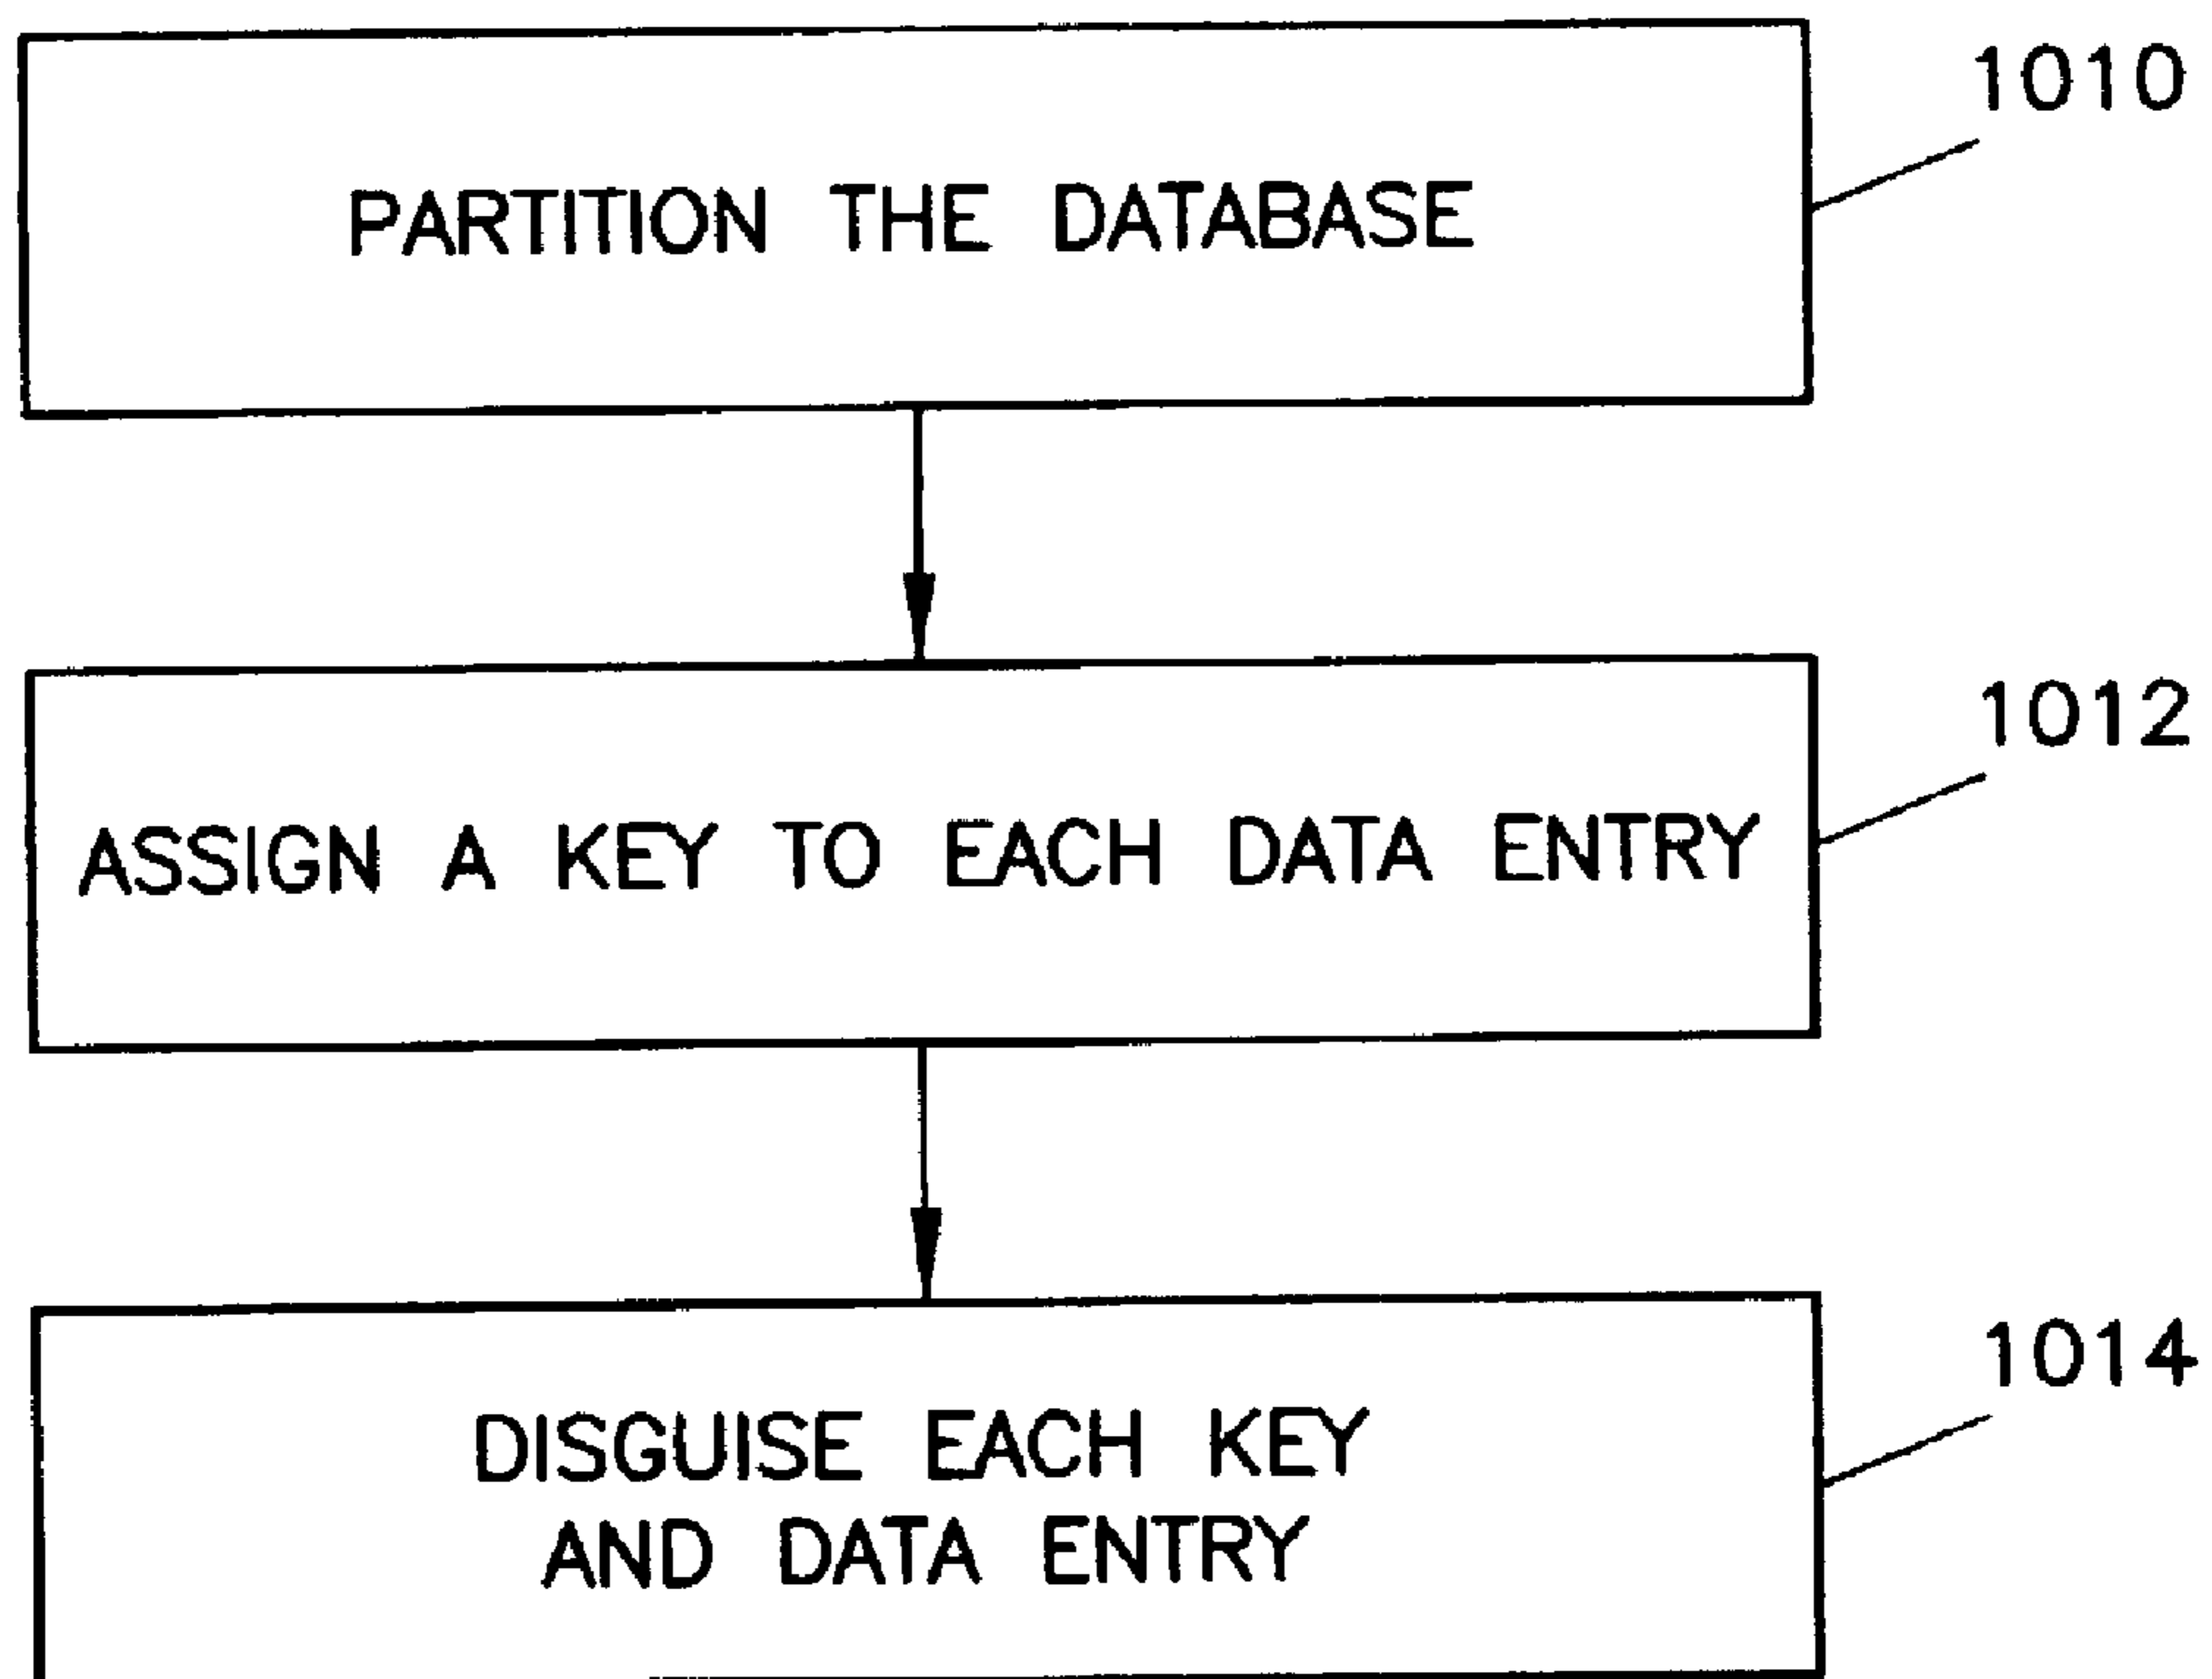 1010
PARTITION THE DATABASE
1012
ASSIGN A KEY TO EACH DATA ENTRY
1014
DISGUISE EACH KEY
AND DATA ENTRY